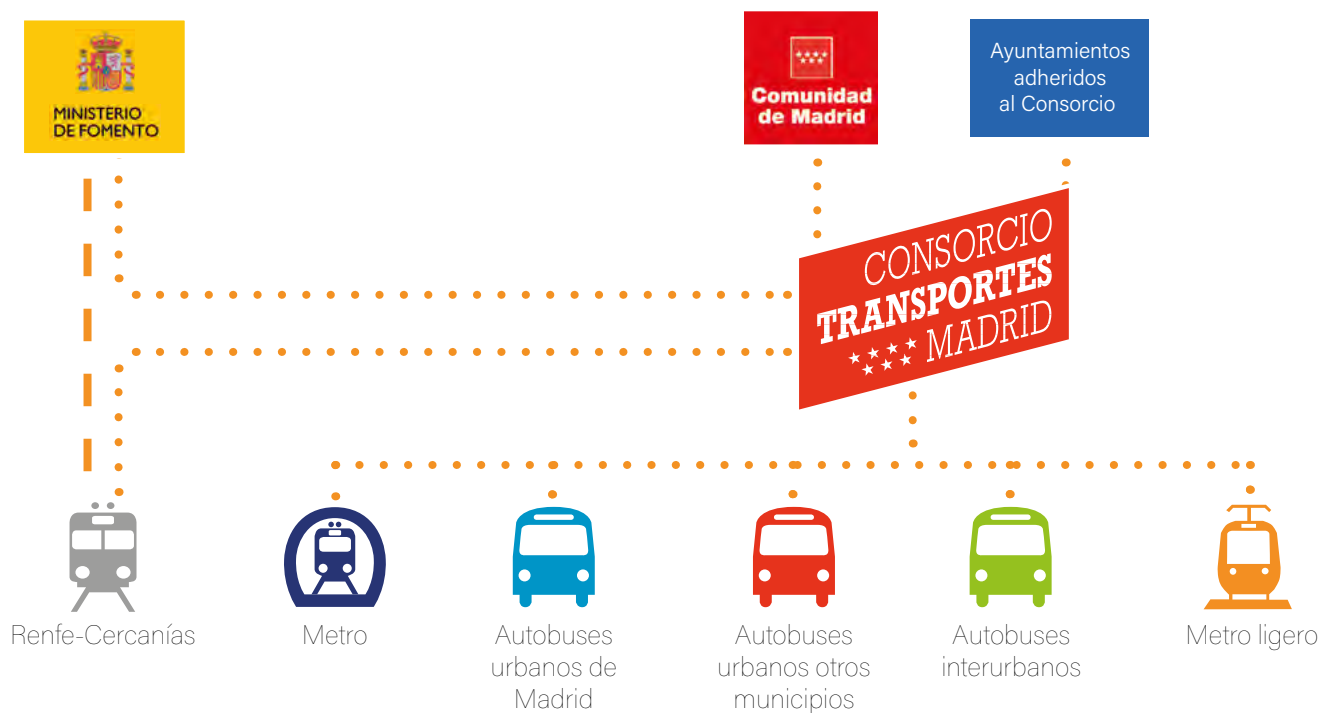 MINISTERIO
DE FOMENTO
Comunidad
de Madrid
Ayuntamientos
adheridos
al Consorcio
CONSORCIO
TRANSPORTES
MADRID
Renfe-Cercanías
Metro
Autobuses
urbanos de
Madrid
Autobuses
urbanos otros
municipios
Autobuses
interurbanos
Metro ligero